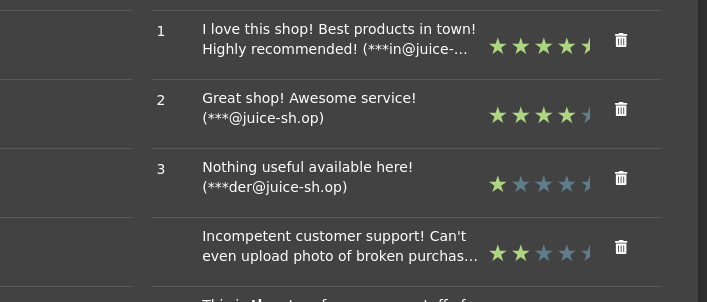 1
I love this shop! Best products in town!
Highly recommended! (***in@juice-...
2
Great shop! Awesome service!
(***@juice-sh.op)
3
Nothing useful available here!
(***der@juice-sh.op)
Incompetent customer support! Can't
even upload photo of broken purchas...